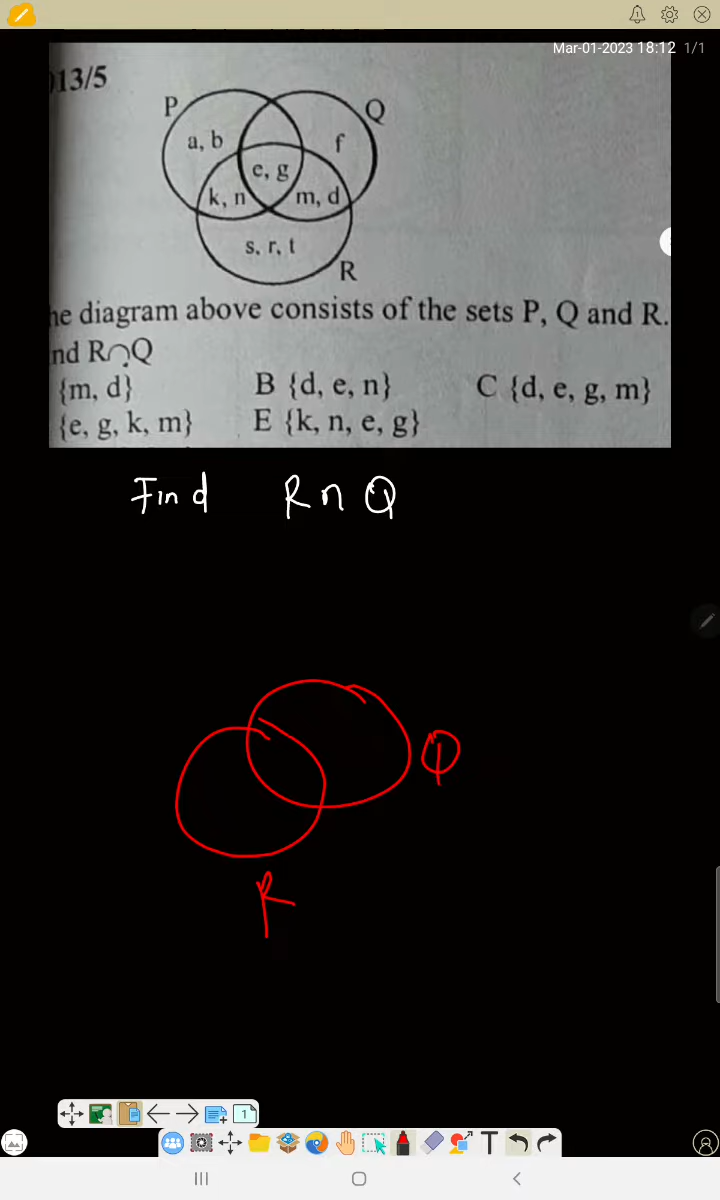 Mar-01-2023 18:12 1/1
)13/5
P
Q
a, b
f
e, g
k, n
m, d
s, r, t
R
he diagram above consists of the sets P, Q and R.
nd R∩Q
{m, d} B {d, e, n} C {d, e, g, m}
{e, g, k, m} E {k, n, e, g}
Find R n Q
Q
R
1
T